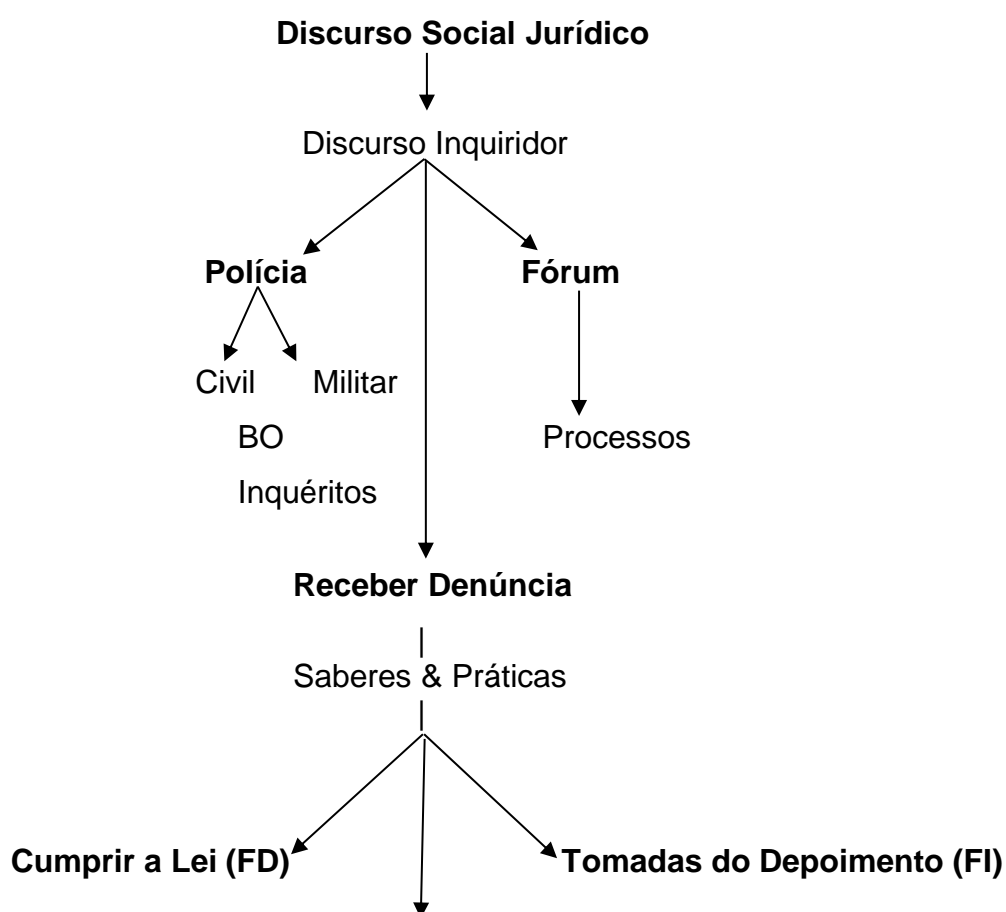 Discurso Social Jurídico
Discurso Inquiridor
Polícia Fórum
Civil Militar
BO Processos
Inquéritos
Receber Denúncia
Saberes & Práticas
Cumprir a Lei (FD) Tomadas do Depoimento (FI)